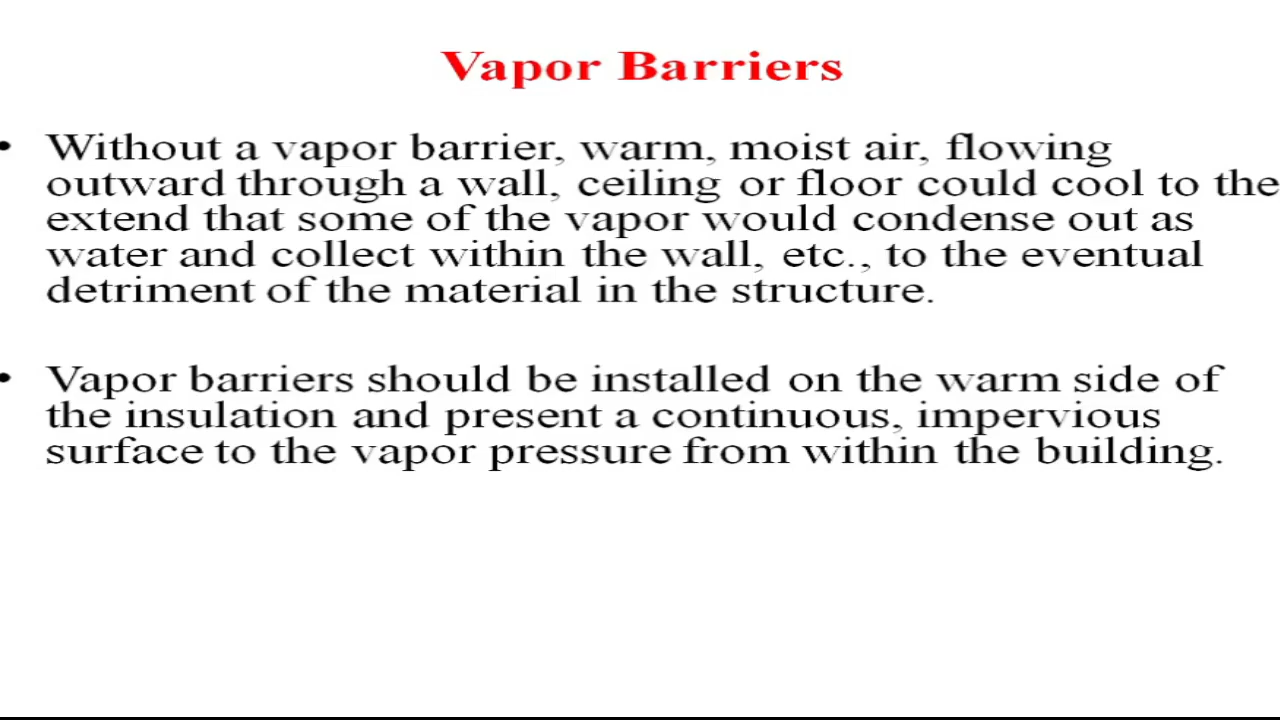 Vapor Barriers
• Without a vapor barrier, warm, moist air, flowing
outward through a wall, ceiling or floor could cool to the
extend that some of the vapor would condense out as
water and collect within the wall, etc., to the eventual
detriment of the material in the structure.
• Vapor barriers should be installed on the warm side of
the insulation and present a continuous, impervious
surface to the vapor pressure from within the building.